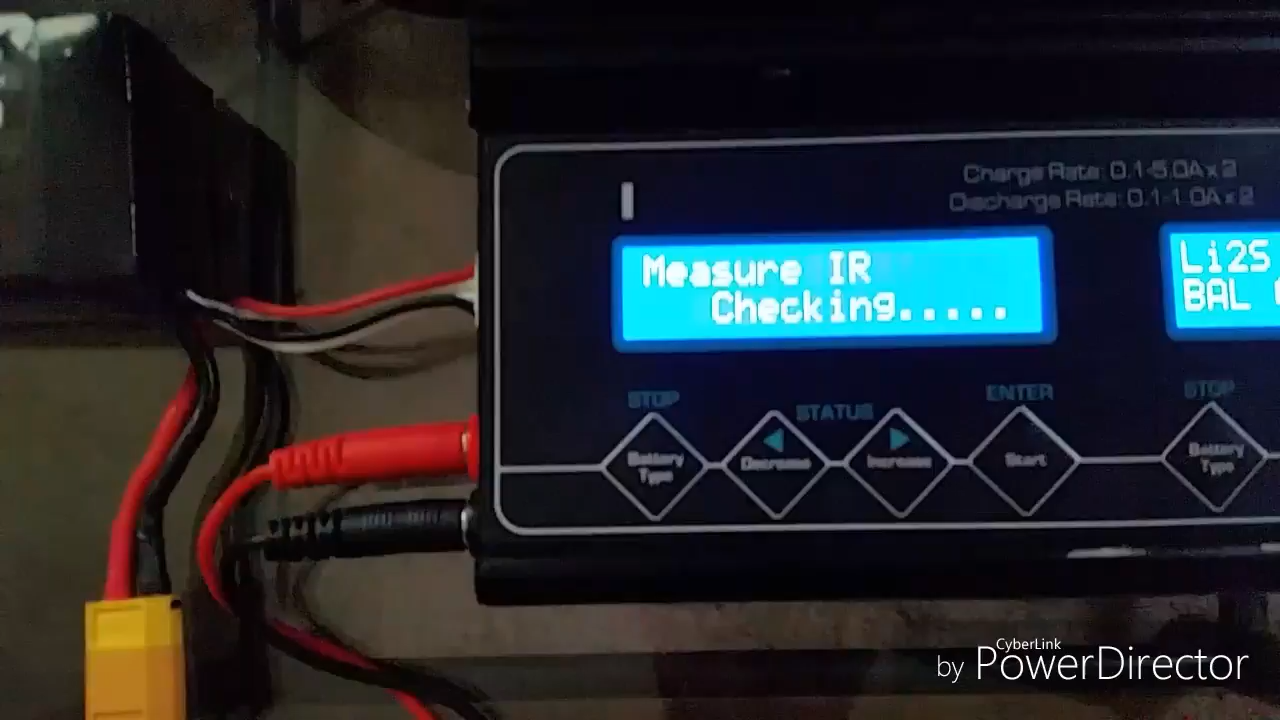 Charge Rate: 0.1-5.0A x 2
Discharge Rate: 0.1-1.0A x 2
Measure IR
Checking.....
Li2S
BAL
STOP
STATUS
ENTER
STOP
Battery
Type
Decrease
Increase
Start
Battery
Type
CyberLink
by PowerDirector